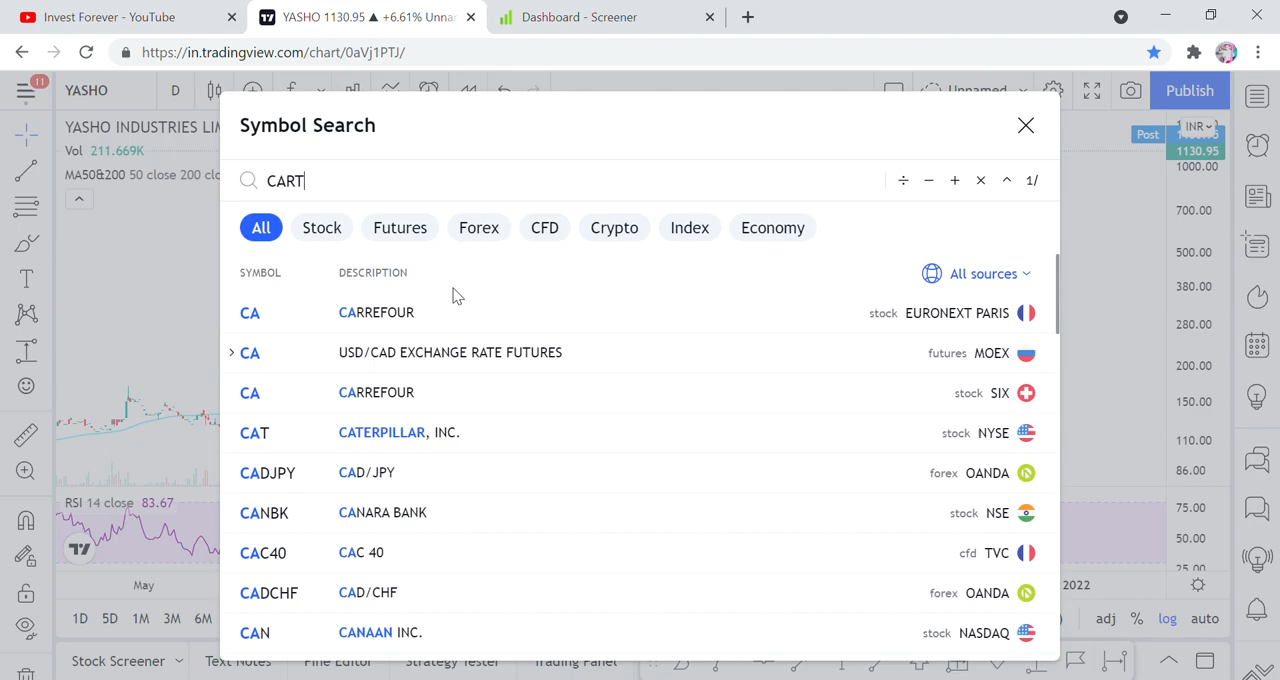 Invest Forever - YouTube
YASHO 1130.95 ▲ +6.61% Unnar
Dashboard - Screener
https://in.tradingview.com/chart/0aVj1PTJ/
11
YASHO
D
Unnamed
Publish
YASHO INDUSTRIES LIM
Vol 211.669K
MA50&200 50 close 200 clo
Symbol Search
CART
÷ − + × ^ 1/
All Stock Futures Forex CFD Crypto Index Economy
SYMBOL DESCRIPTION All sources
CA CARREFOUR stock EURONEXT PARIS
CA USD/CAD EXCHANGE RATE FUTURES futures MOEX
CA CARREFOUR stock SIX
CAT CATERPILLAR, INC. stock NYSE
CADJPY CAD/JPY forex OANDA
CANBK CANARA BANK stock NSE
CAC40 CAC 40 cfd TVC
CADCHF CAD/CHF forex OANDA
CAN CANAAN INC. stock NASDAQ
INR
Post
1130.95
1000.00
700.00
500.00
380.00
280.00
200.00
150.00
110.00
86.00
75.00
50.00
25.00
RSI 14 close 83.67
May
2022
1D 5D 1M 3M 6M
adj % log auto
Stock Screener Text Notes Pine Editor Strategy Tester Trading Panel